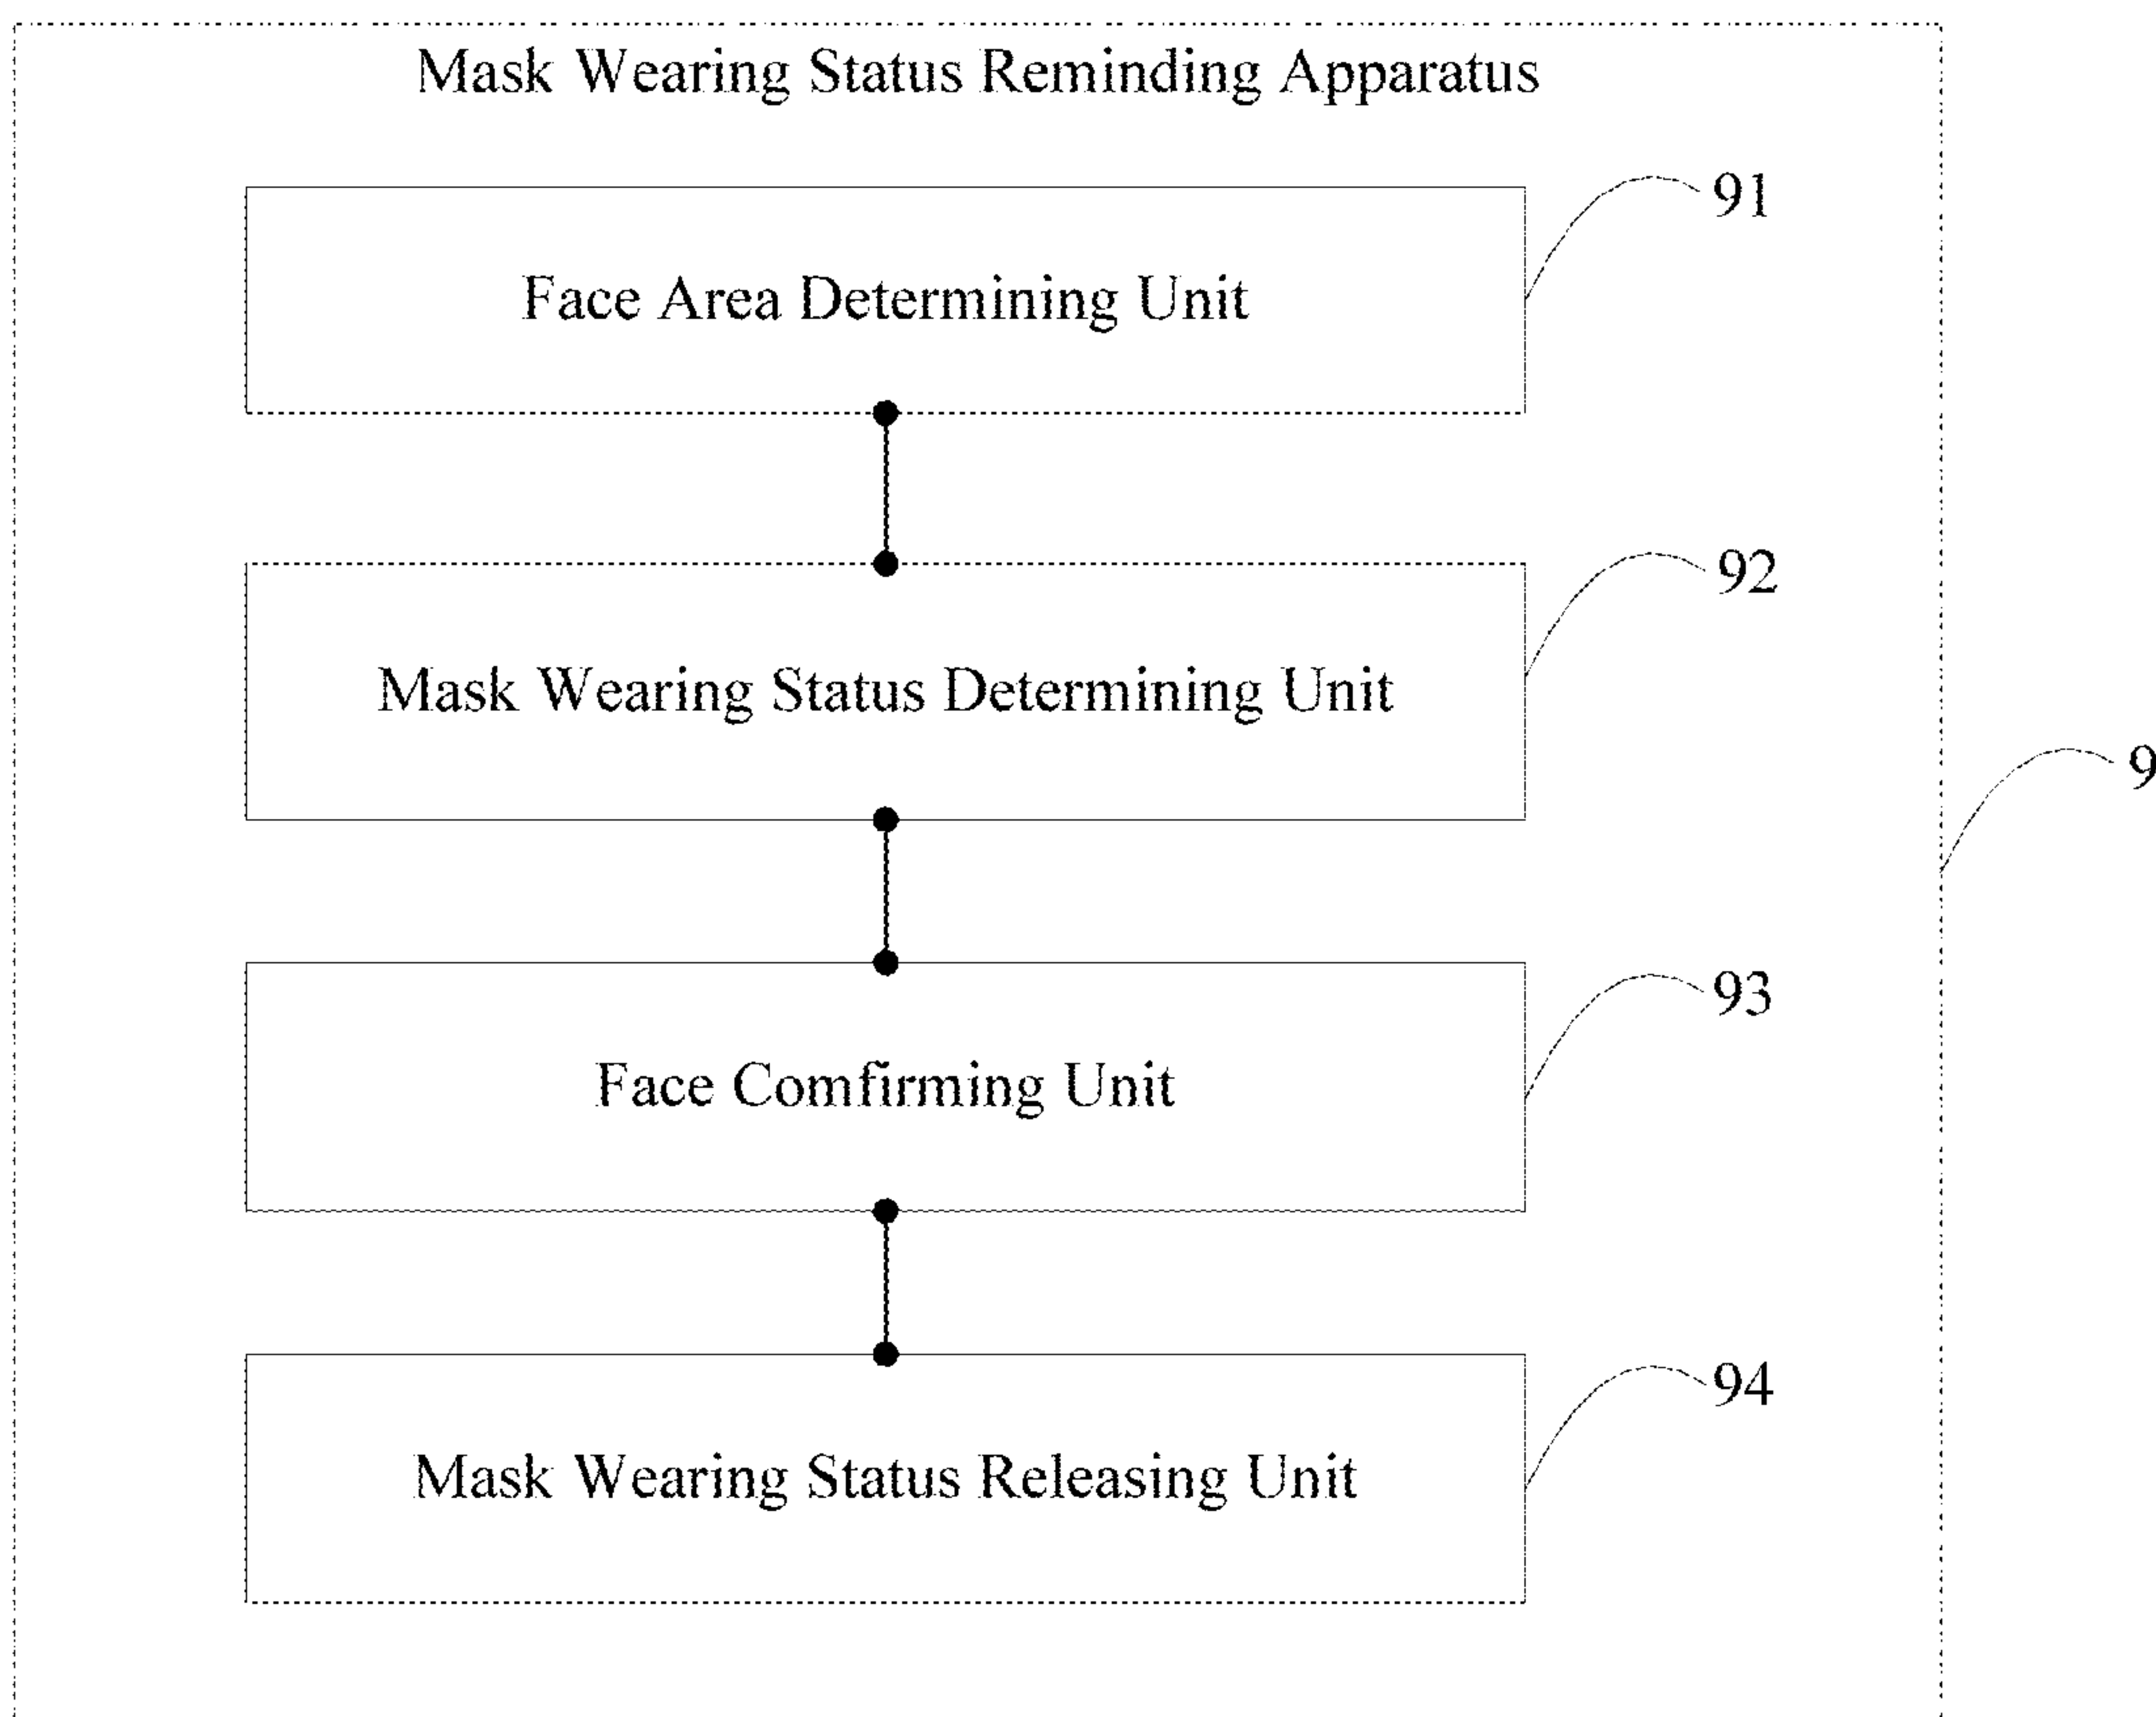 Mask Wearing Status Reminding Apparatus
91
Face Area Determining Unit
92
Mask Wearing Status Determining Unit
9
93
Face Comfirming Unit
94
Mask Wearing Status Releasing Unit